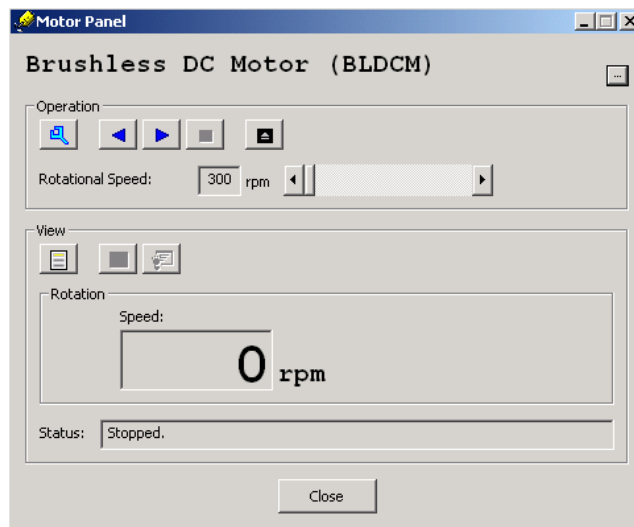 Motor Panel
Brushless DC Motor (BLDCM)
...
Operation
Rotational Speed: 300 rpm
View
Rotation
Speed:
0 rpm
Status: Stopped.
Close